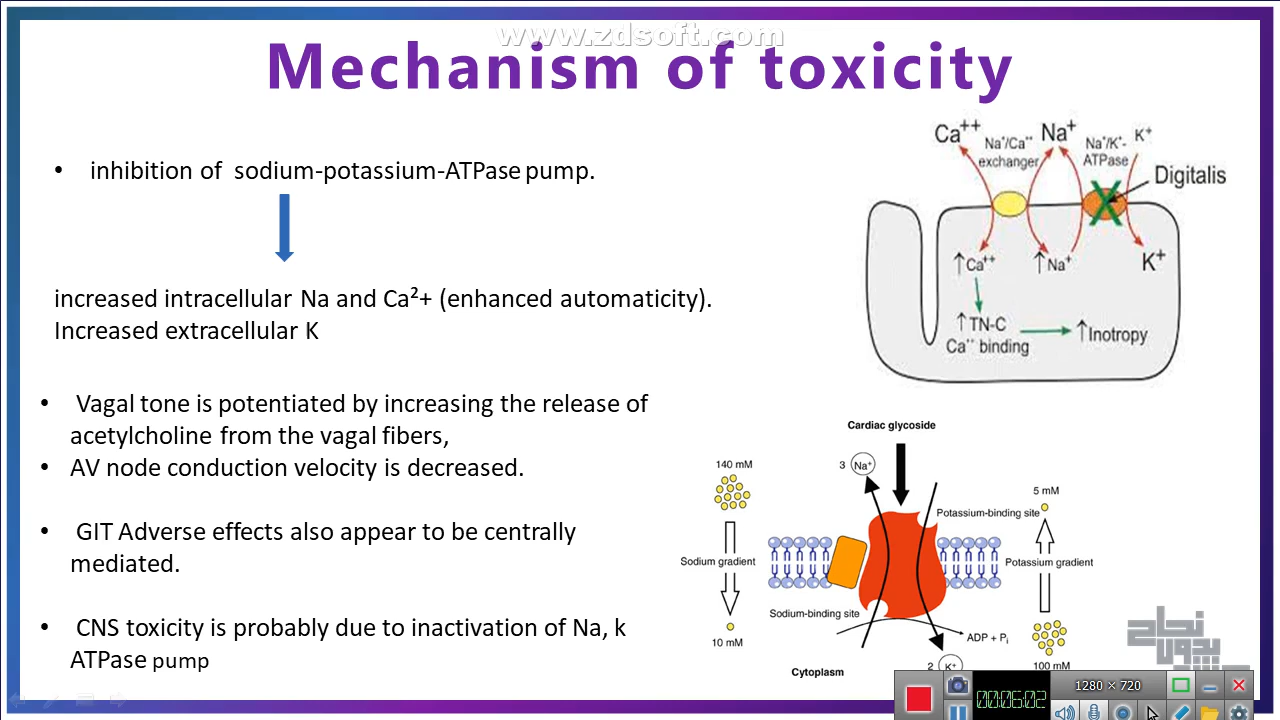 www.zdsoft.com
Mechanism of toxicity
• inhibition of sodium-potassium-ATPase pump.
increased intracellular Na and Ca²+ (enhanced automaticity).
Increased extracellular K
• Vagal tone is potentiated by increasing the release of
acetylcholine from the vagal fibers,
• AV node conduction velocity is decreased.
• GIT Adverse effects also appear to be centrally
mediated.
• CNS toxicity is probably due to inactivation of Na, k
ATPase pump
Ca⁺⁺
Na⁺/Ca⁺⁺
exchanger
Na⁺
Na⁺/K⁺-
ATPase
K⁺
Digitalis
↑Ca⁺⁺
↑Na⁺
K⁺
↑TN-C
Ca⁺⁺ binding
↑Inotropy
Cardiac glycoside
140 mM
3 Na⁺
5 mM
Potassium-binding site
Sodium gradient
Potassium gradient
Sodium-binding site
10 mM
ADP + Pi
Cytoplasm
2 K⁺
100 mM
نجاح
بدون
1280 × 720
00:06:02